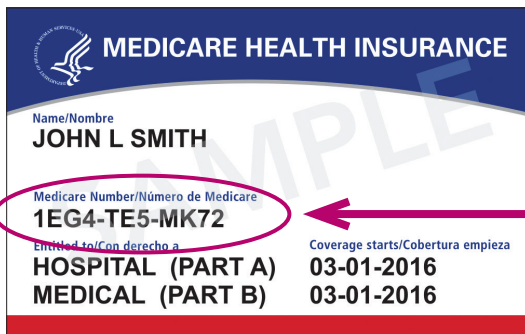 MEDICARE HEALTH INSURANCE
Name/Nombre
JOHN L SMITH
Medicare Number/Número de Medicare
1EG4-TE5-MK72
Entitled to/Con derecho a
Coverage starts/Cobertura empieza
HOSPITAL (PART A) 03-01-2016
MEDICAL (PART B) 03-01-2016
SAMPLE